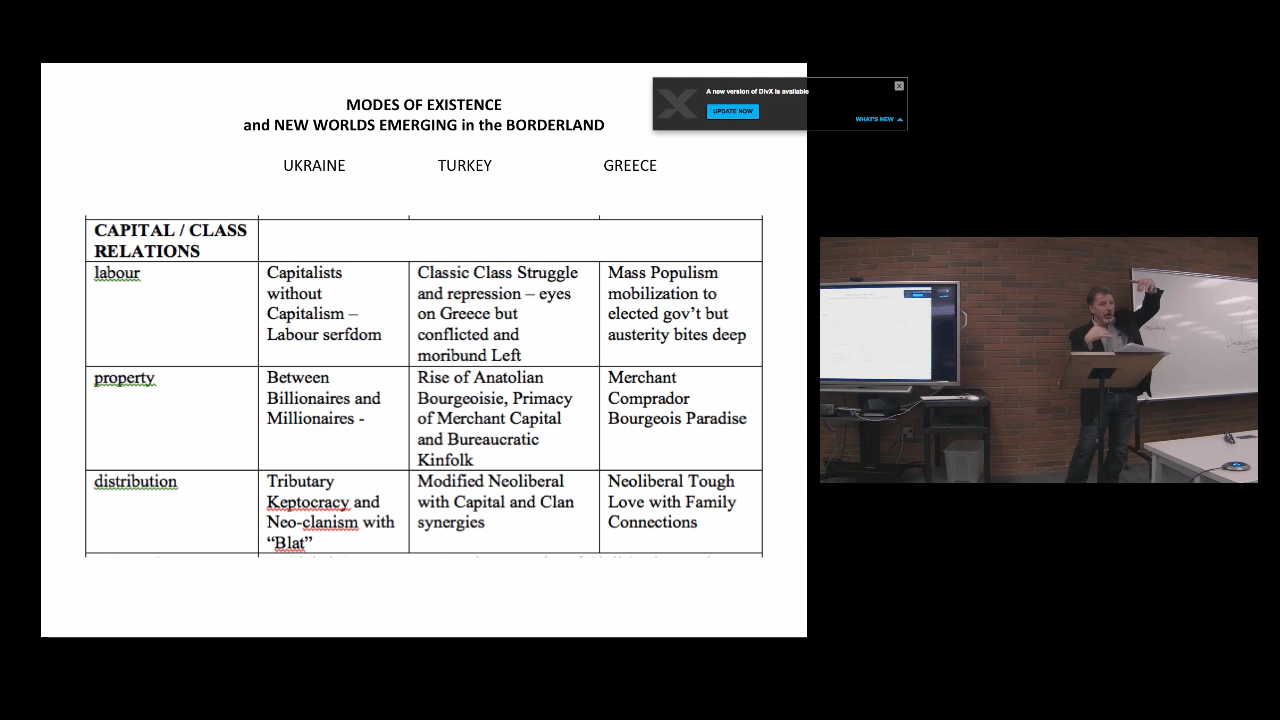 MODES OF EXISTENCE
and NEW WORLDS EMERGING in the BORDERLAND
A new version of DivX is available
UPDATE NOW
WHAT'S NEW
UKRAINE TURKEY GREECE
CAPITAL / CLASS
RELATIONS
labour
Capitalists
without
Capitalism –
Labour serfdom
Classic Class Struggle
and repression – eyes
on Greece but
conflicted and
moribund Left
Mass Populism
mobilization to
elected gov't but
austerity bites deep
property
Between
Billionaires and
Millionaires -
Rise of Anatolian
Bourgeoisie, Primacy
of Merchant Capital
and Bureaucratic
Kinfolk
Merchant
Comprador
Bourgeois Paradise
distribution
Tributary
Keptocracy and
Neo-clanism with
“Blat”
Modified Neoliberal
with Capital and Clan
synergies
Neoliberal Tough
Love with Family
Connections